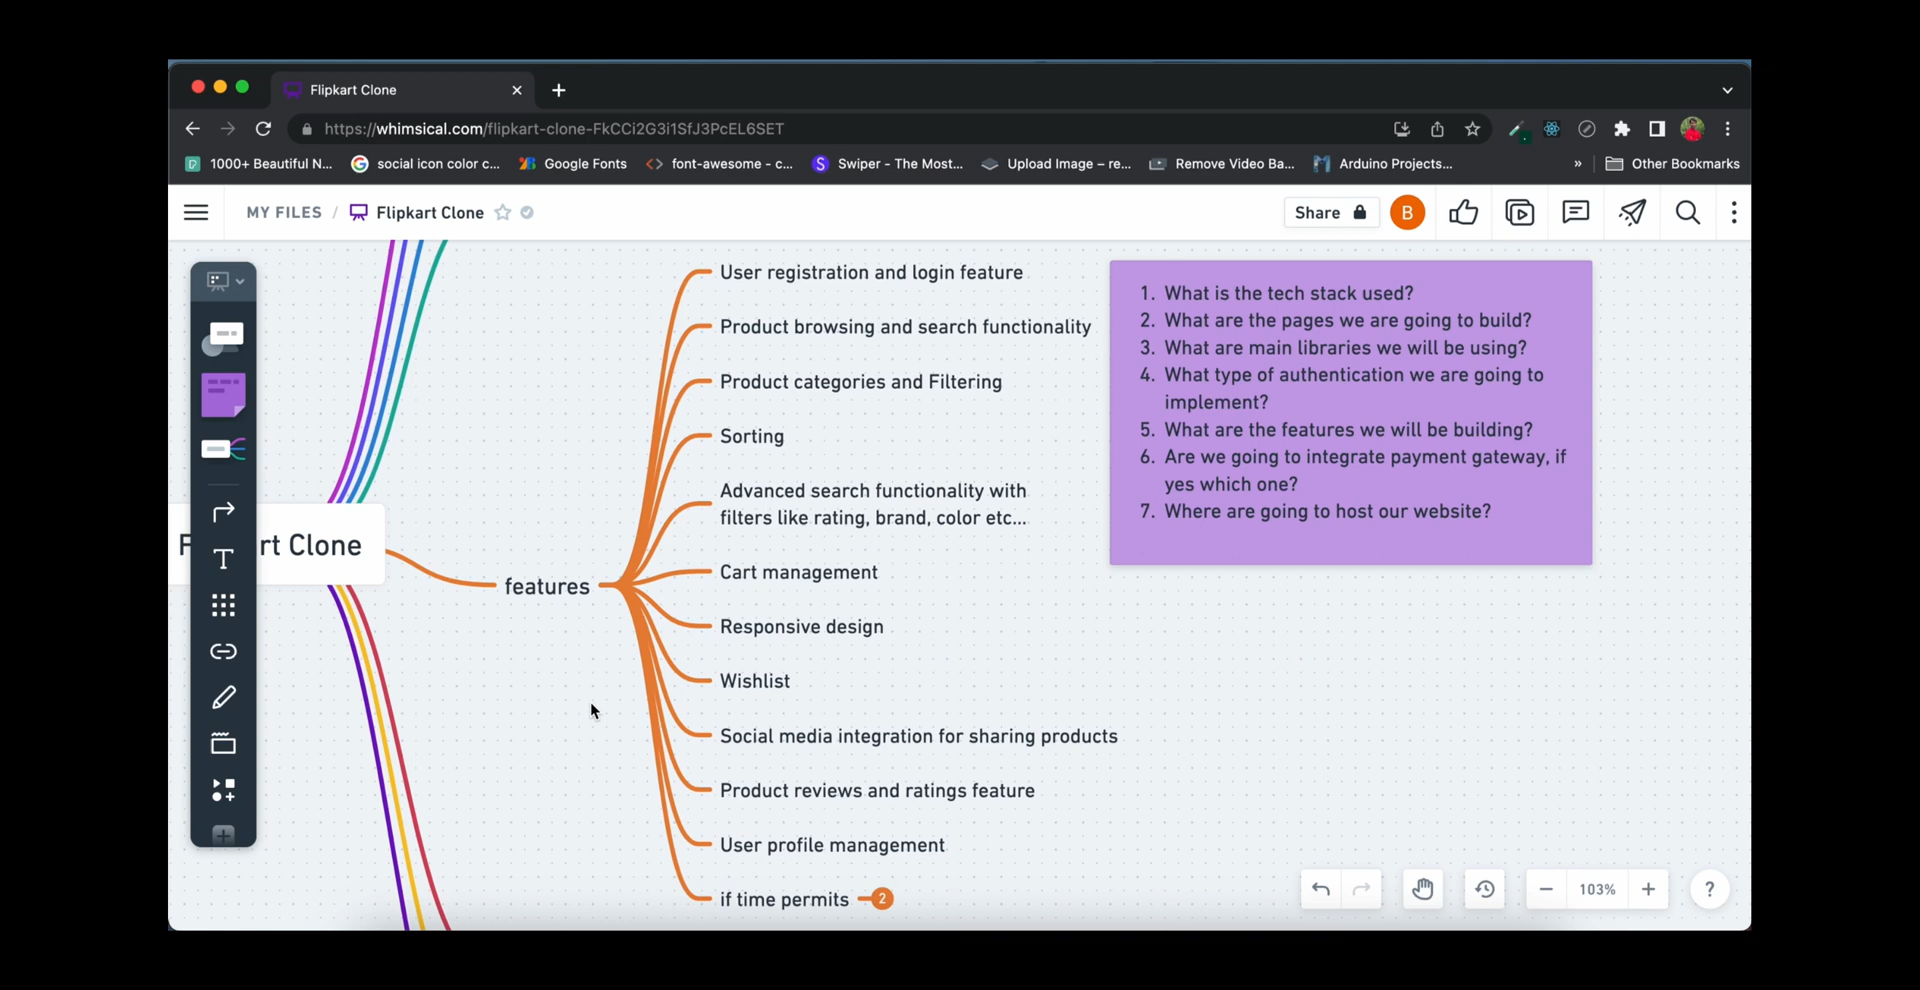 Flipkart Clone
https://whimsical.com/flipkart-clone-FkCCi2G3i1SfJ3PcEL6SET
1000+ Beautiful N...
social icon color c...
Google Fonts
font-awesome - c...
Swiper - The Most...
Upload Image – re...
Remove Video Ba...
Arduino Projects...
»
Other Bookmarks
MY FILES / Flipkart Clone
Share
B
User registration and login feature
Product browsing and search functionality
Product categories and Filtering
Sorting
Advanced search functionality with
filters like rating, brand, color etc...
Cart management
Responsive design
Wishlist
Social media integration for sharing products
Product reviews and ratings feature
User profile management
if time permits
2
features
rt Clone
1. What is the tech stack used?
2. What are the pages we are going to build?
3. What are main libraries we will be using?
4. What type of authentication we are going to
implement?
5. What are the features we will be building?
6. Are we going to integrate payment gateway, if
yes which one?
7. Where are going to host our website?
T
103%
?